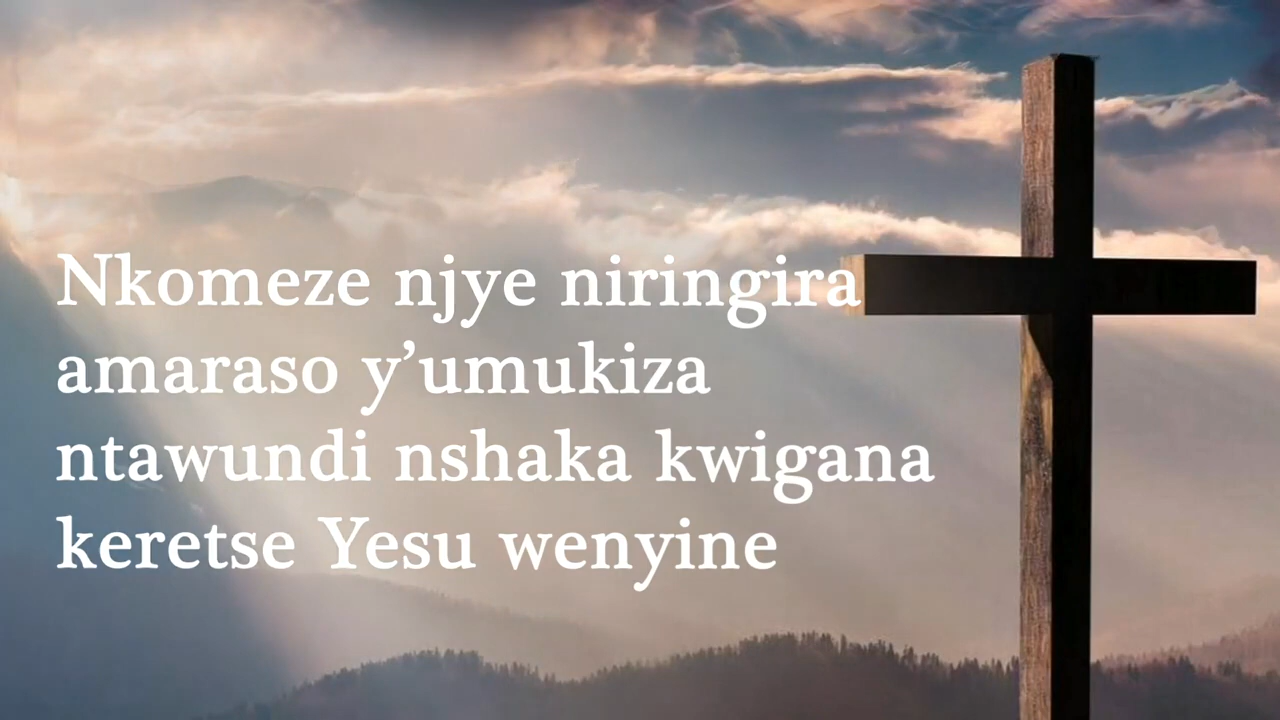 Nkomeze njye niringira
amaraso y’umukiza
ntawundi nshaka kwigana
keretse Yesu wenyine